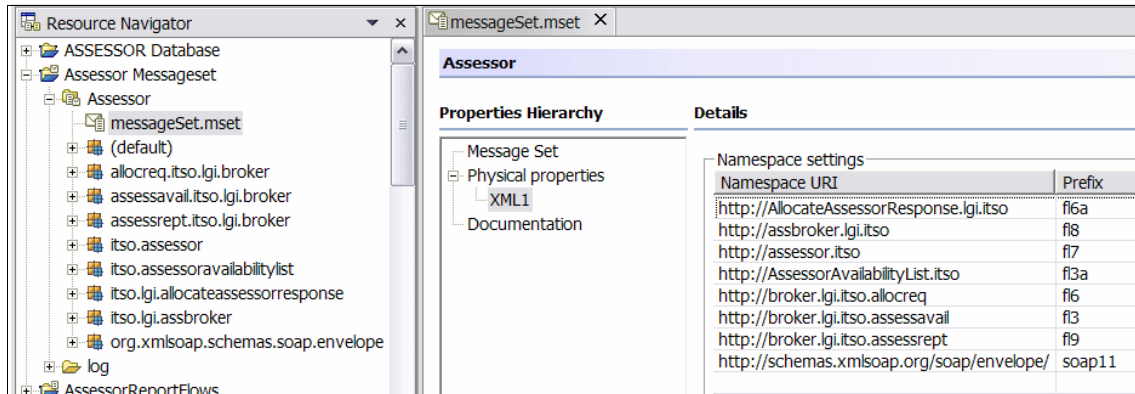 Resource Navigator
ASSESSOR Database
Assessor Messageset
Assessor
messageSet.mset
(default)
allocreq.itso.lgi.broker
assessavail.itso.lgi.broker
assessrept.itso.lgi.broker
itso.assessor
itso.assessoravailabilitylist
itso.lgi.allocateassessorresponse
itso.lgi.assbroker
org.xmlsoap.schemas.soap.envelope
log
AssessorReportFlows
messageSet.mset
Assessor
Properties Hierarchy
Message Set
Physical properties
XML1
Documentation
Details
Namespace settings
Namespace URI Prefix
http://AllocateAssessorResponse.lgi.itso fl6a
http://assbroker.lgi.itso fl8
http://assessor.itso fl7
http://AssessorAvailabilityList.itso fl3a
http://broker.lgi.itso.allocreq fl6
http://broker.lgi.itso.assessavail fl3
http://broker.lgi.itso.assessrept fl9
http://schemas.xmlsoap.org/soap/envelope/ soap11